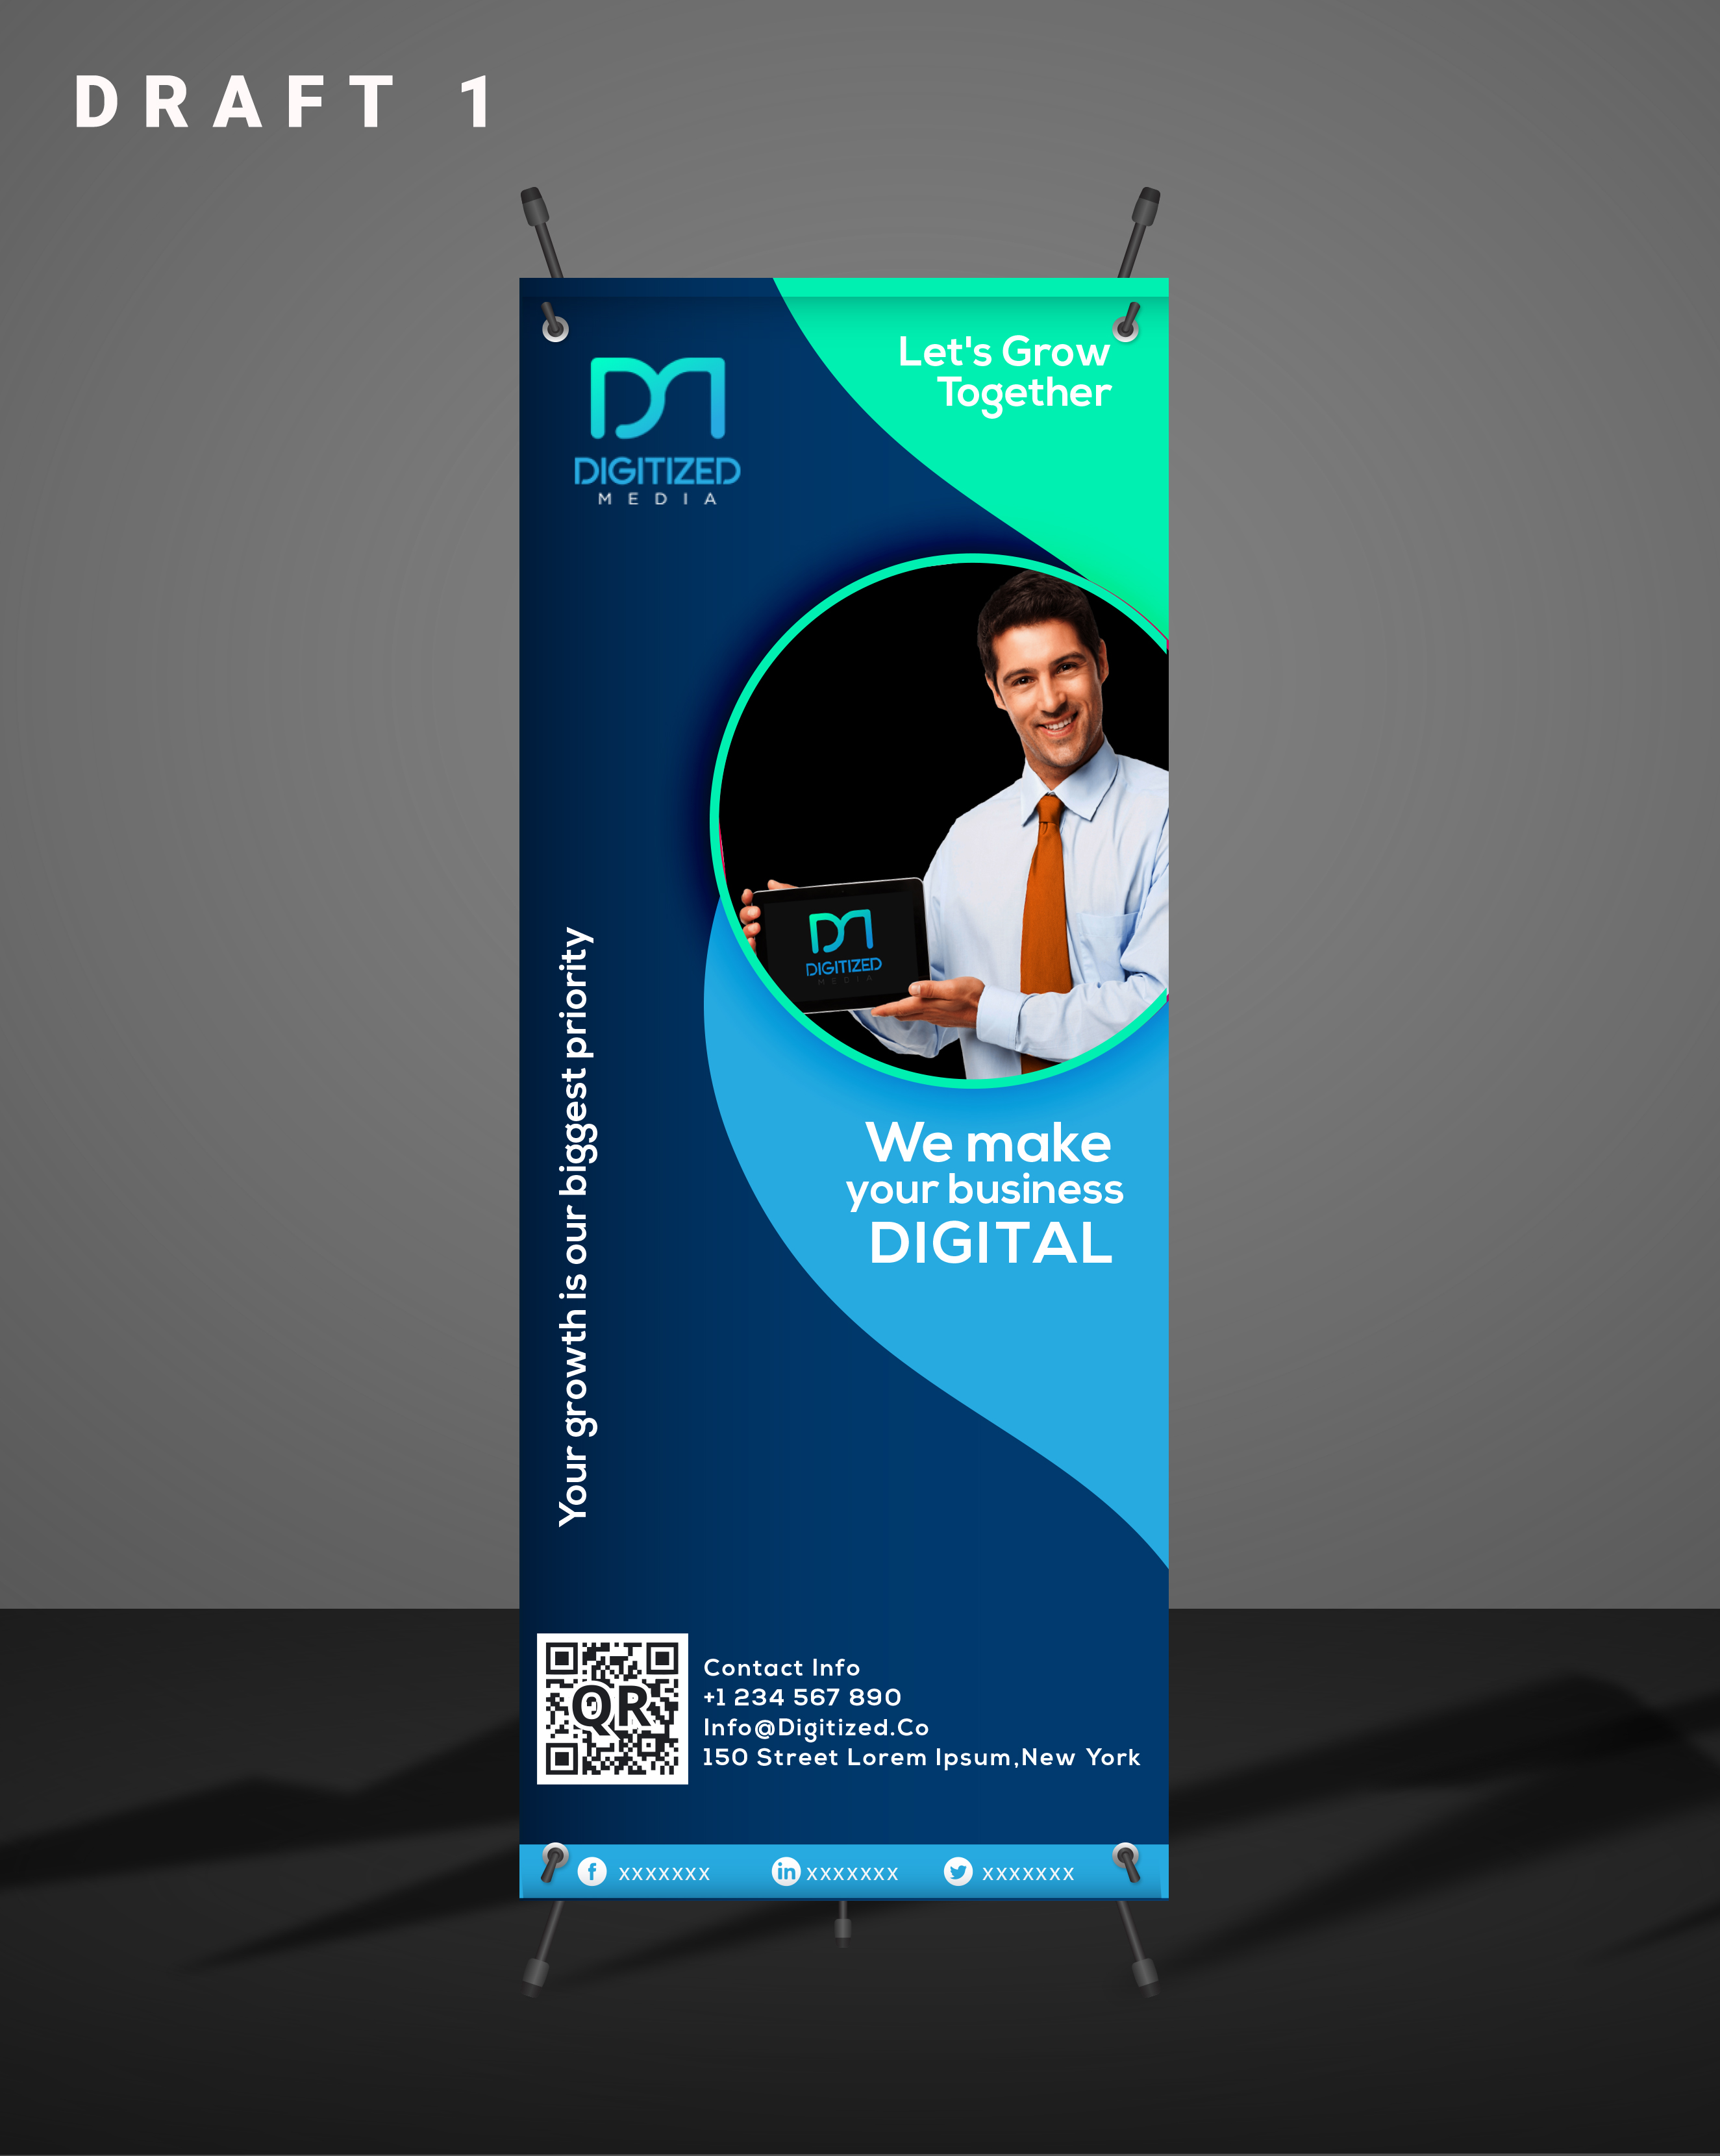 DRAFT 1
Let's Grow
Together
DIGITIZED
MEDIA
DIGITIZED
MEDIA
We make
your business
DIGITAL
Your growth is our biggest priority
QR
Contact Info
+1 234 567 890
Info@Digitized.Co
150 Street Lorem Ipsum,New York
f xxxxxxx in xxxxxxx xxxxxxx